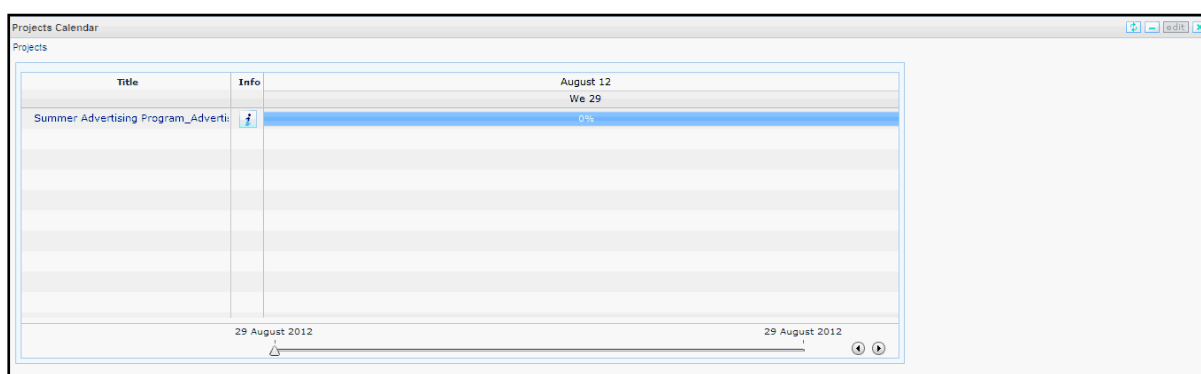 Projects Calendar edit
Projects
Title Info August 12
We 29
Summer Advertising Program_Adverti 0%
29 August 2012 29 August 2012